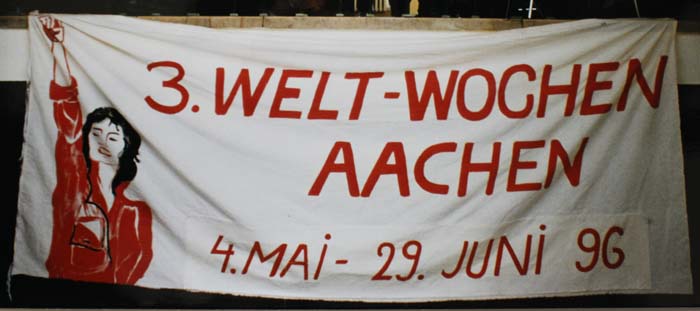 3. WELT-WOCHEN
AACHEN
4. MAi - 29. JUNi 96